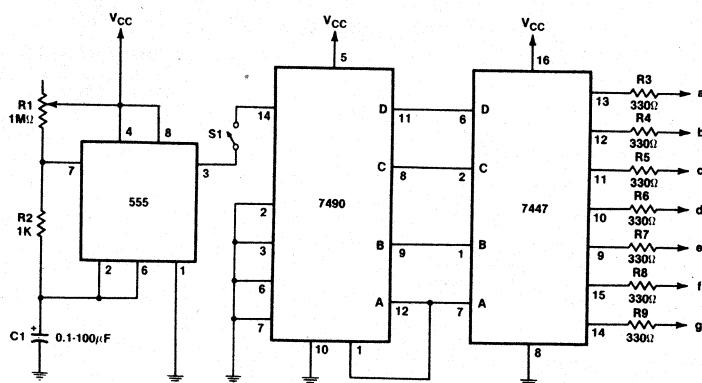 VCC
VCC
VCC
5
16
R1
1MΩ
4
8
7
555
3
S1
14
D
11
6
D
13
R3
330Ω
a
R4
12
330Ω
b
C
8
2
C
R5
11
330Ω
c
2
7490
7447
R6
10
330Ω
d
R2
1K
3
R7
B
9
1
B
9
330Ω
e
2
6
1
6
R8
15
330Ω
f
7
A
12
7
A
R9
14
330Ω
g
C1
+
0.1-100μF
10
1
8